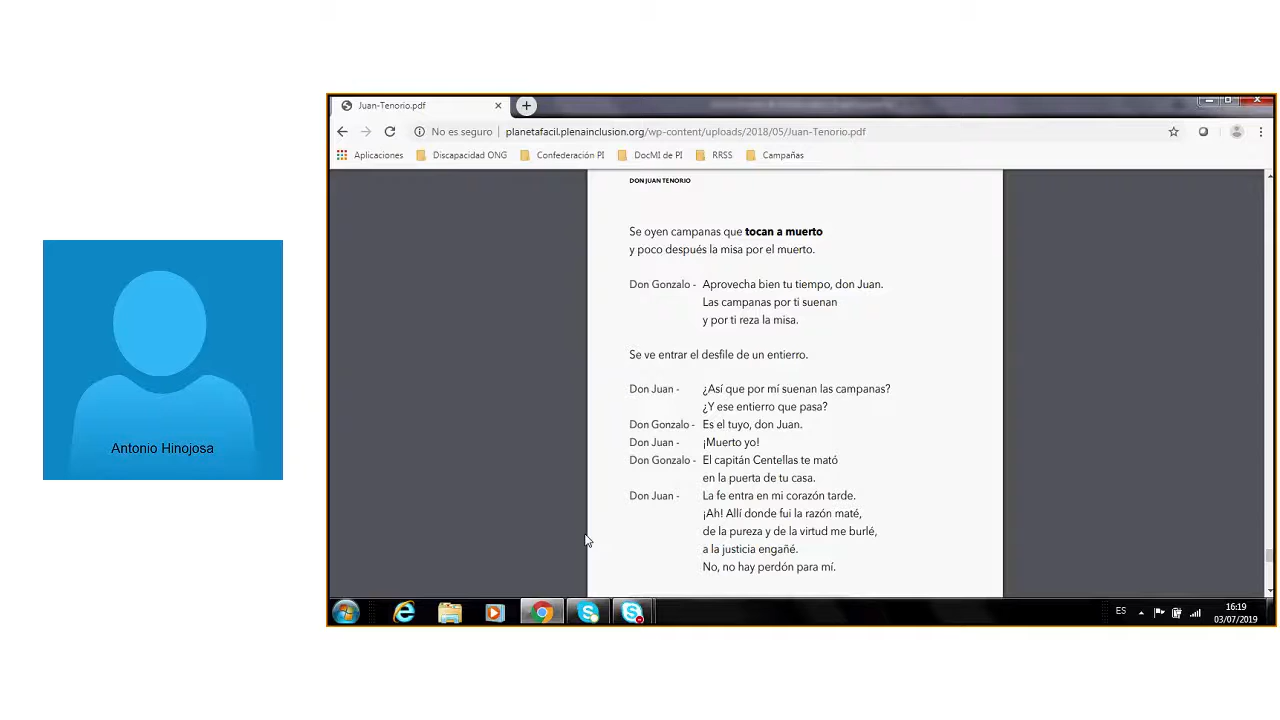 Juan-Tenorio.pdf
No es seguro | planetafacil.plenainclusion.org/wp-content/uploads/2018/05/Juan-Tenorio.pdf
Aplicaciones Discapacidad ONG Confederación PI DocMI de PI RRSS Campañas
DON JUAN TENORIO
Se oyen campanas que tocan a muerto
y poco después la misa por el muerto.
Don Gonzalo - Aprovecha bien tu tiempo, don Juan.
Las campanas por ti suenan
y por ti reza la misa.
Se ve entrar el desfile de un entierro.
Don Juan - ¿Así que por mí suenan las campanas?
¿Y ese entierro que pasa?
Don Gonzalo - Es el tuyo, don Juan.
Don Juan - ¡Muerto yo!
Don Gonzalo - El capitán Centellas te mató
en la puerta de tu casa.
Don Juan - La fe entra en mi corazón tarde.
¡Ah! Allí donde fui la razón maté,
de la pureza y de la virtud me burlé,
a la justicia engañé.
No, no hay perdón para mí.
Antonio Hinojosa
ES
16:19
03/07/2019